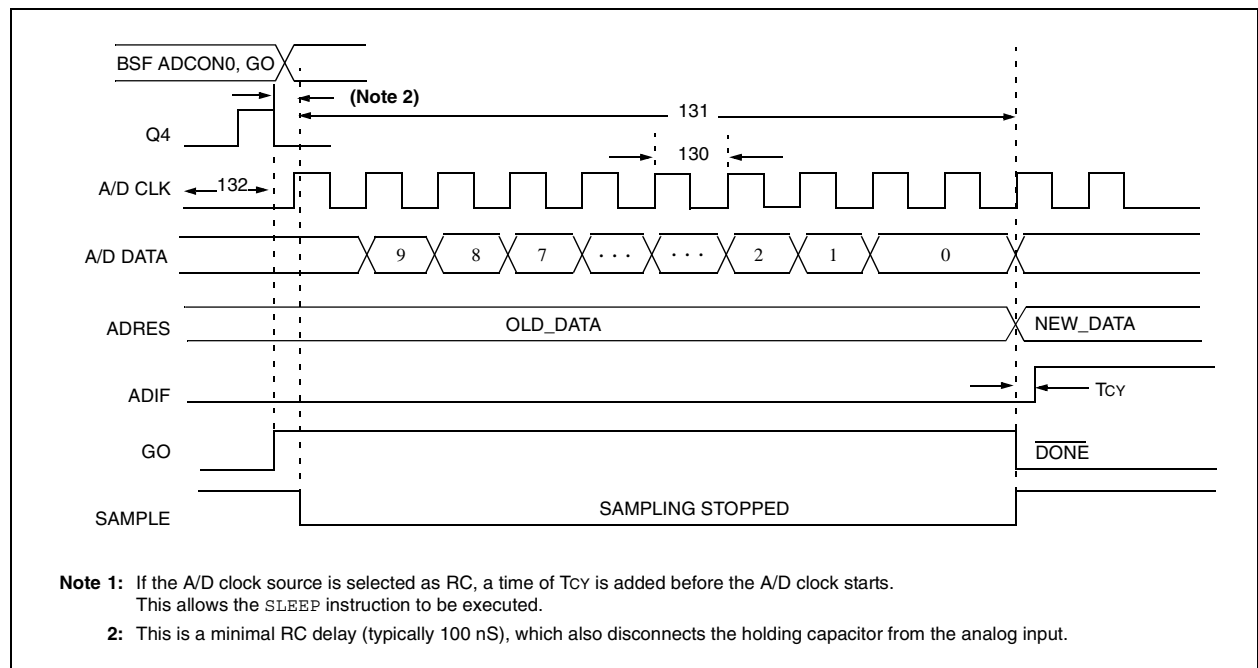 BSF ADCON0, GO
(Note 2)
131
Q4
130
A/D CLK
132
A/D DATA
9 8 7 · · · · · · 2 1 0
ADRES
OLD_DATA
NEW_DATA
ADIF
TCY
GO
DONE
SAMPLE
SAMPLING STOPPED
Note 1: If the A/D clock source is selected as RC, a time of TCY is added before the A/D clock starts.
This allows the SLEEP instruction to be executed.
2: This is a minimal RC delay (typically 100 nS), which also disconnects the holding capacitor from the analog input.